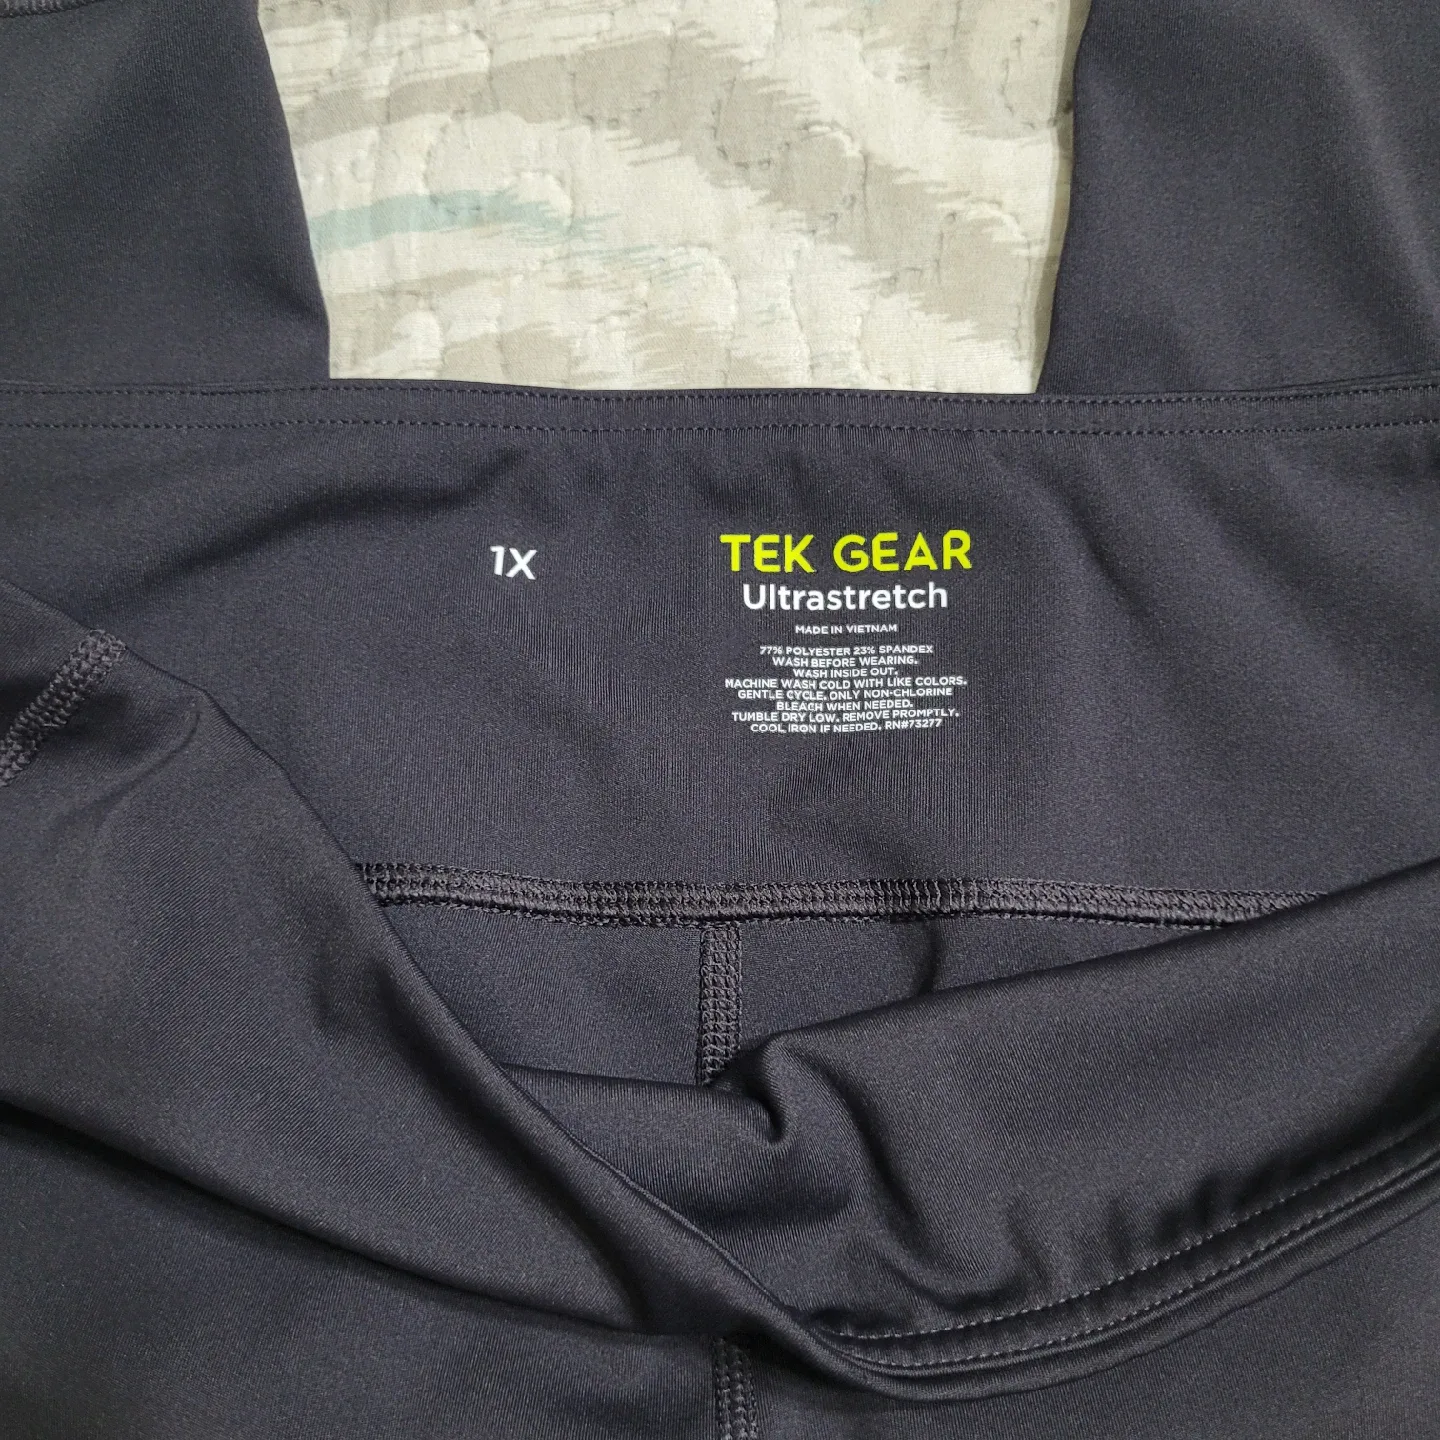 1X
TEK GEAR
Ultrastretch
MADE IN VIETNAM
77% POLYESTER 23% SPANDEX
WASH BEFORE WEARING.
WASH INSIDE OUT.
MACHINE WASH COLD WITH LIKE COLORS.
GENTLE CYCLE. ONLY NON-CHLORINE
BLEACH WHEN NEEDED.
TUMBLE DRY LOW. REMOVE PROMPTLY.
COOL IRON IF NEEDED. RN#73277